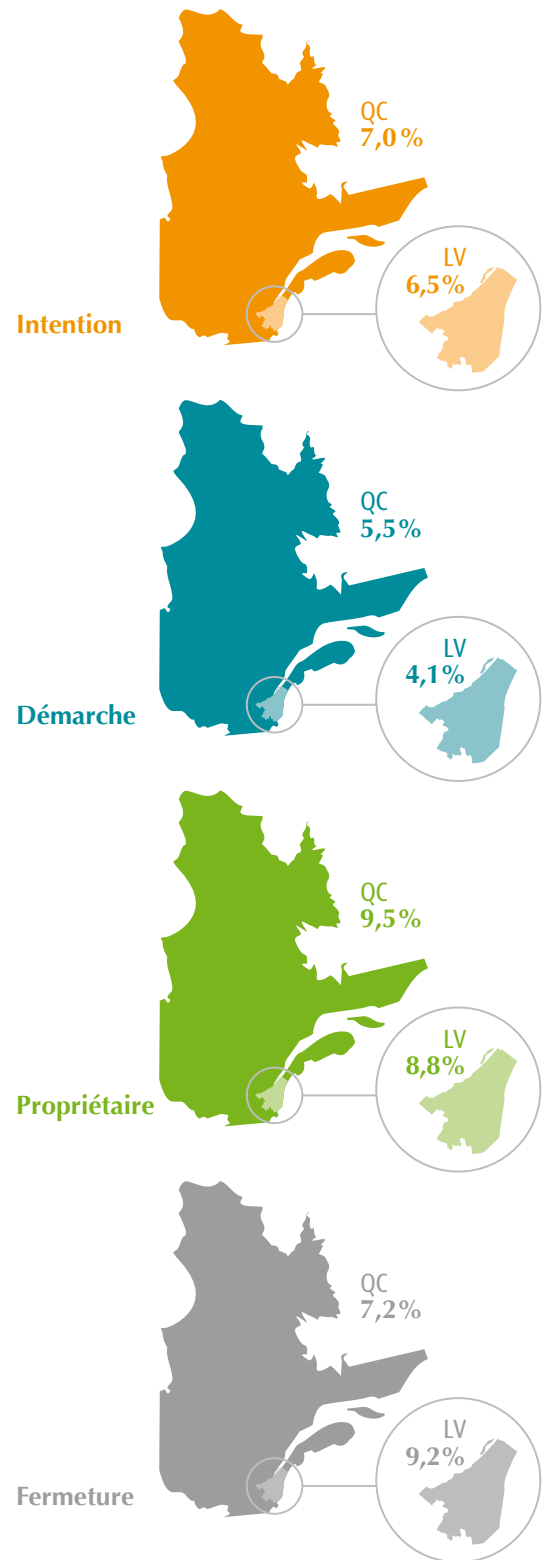 QC
7,0%
LV
6,5%
Intention
QC
5,5%
LV
4,1%
Démarche
QC
9,5%
LV
8,8%
Propriétaire
QC
7,2%
LV
9,2%
Fermeture